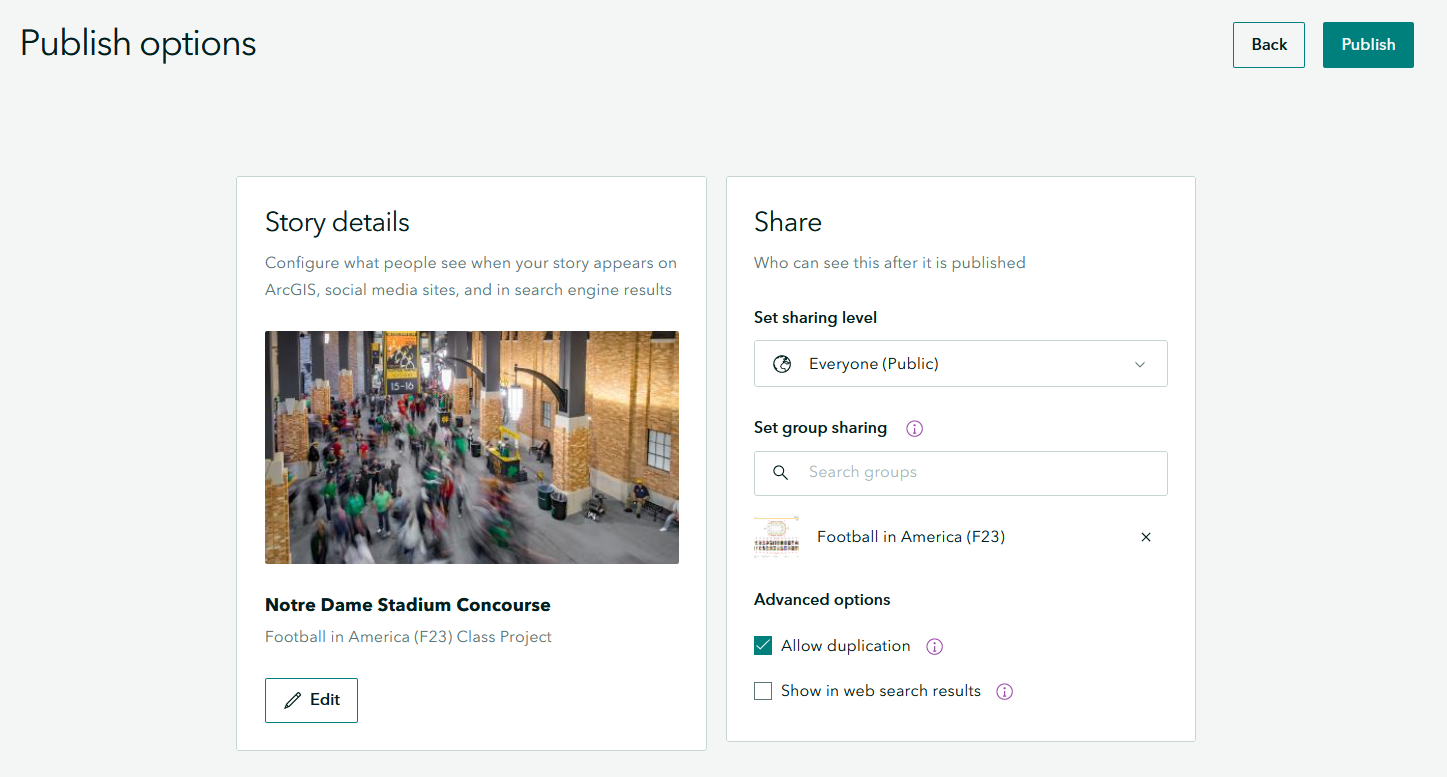 Publish options
Back
Publish
Story details
Configure what people see when your story appears on
ArcGIS, social media sites, and in search engine results
15-16
Notre Dame Stadium Concourse
Football in America (F23) Class Project
Edit
Share
Who can see this after it is published
Set sharing level
Everyone (Public)
Set group sharing
Search groups
Football in America (F23)
Advanced options
Allow duplication
Show in web search results